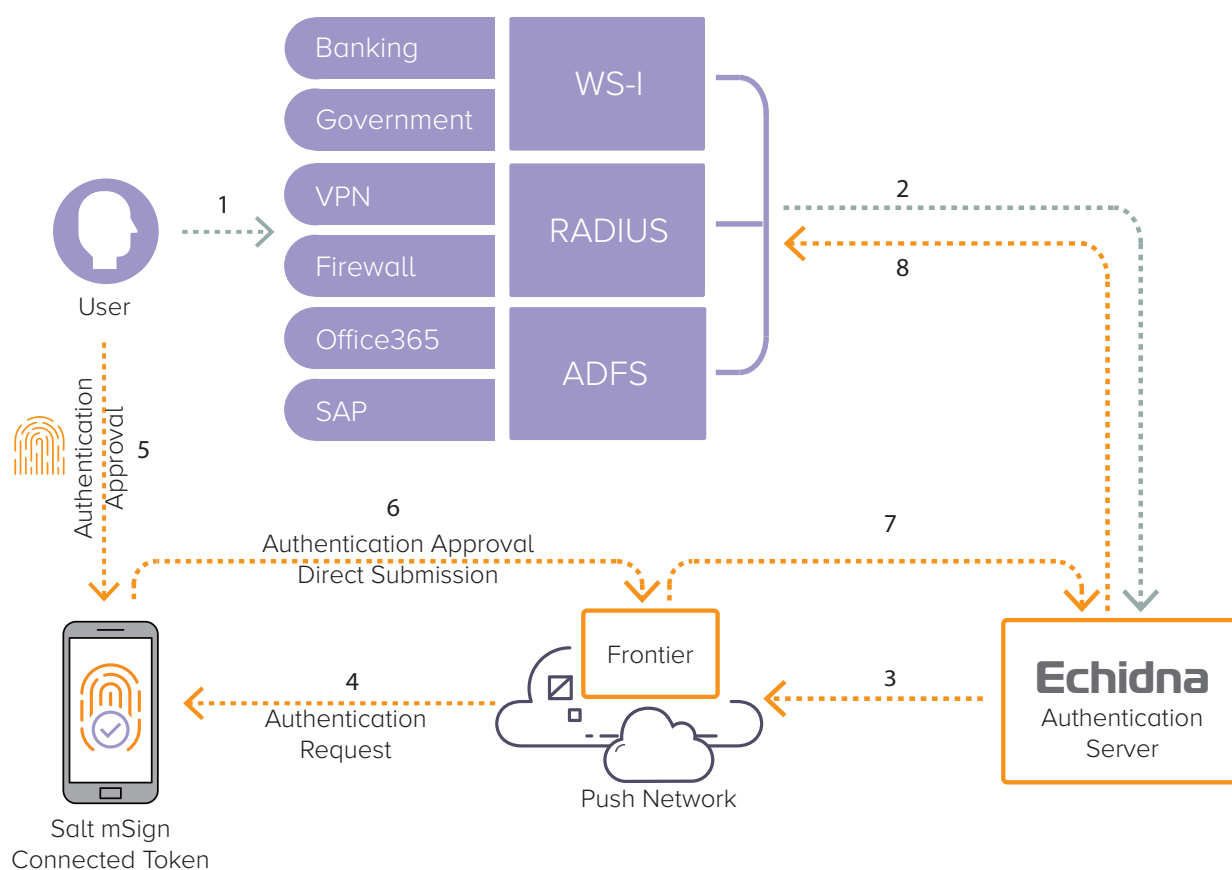 Banking
WS-I
Government
VPN
RADIUS
Firewall
Office365
ADFS
SAP
1
2
8
User
Authentication
Approval
5
6
Authentication Approval
Direct Submission
7
Frontier
4
Authentication
Request
3
Push Network
Echidna
Authentication
Server
Salt mSign
Connected Token